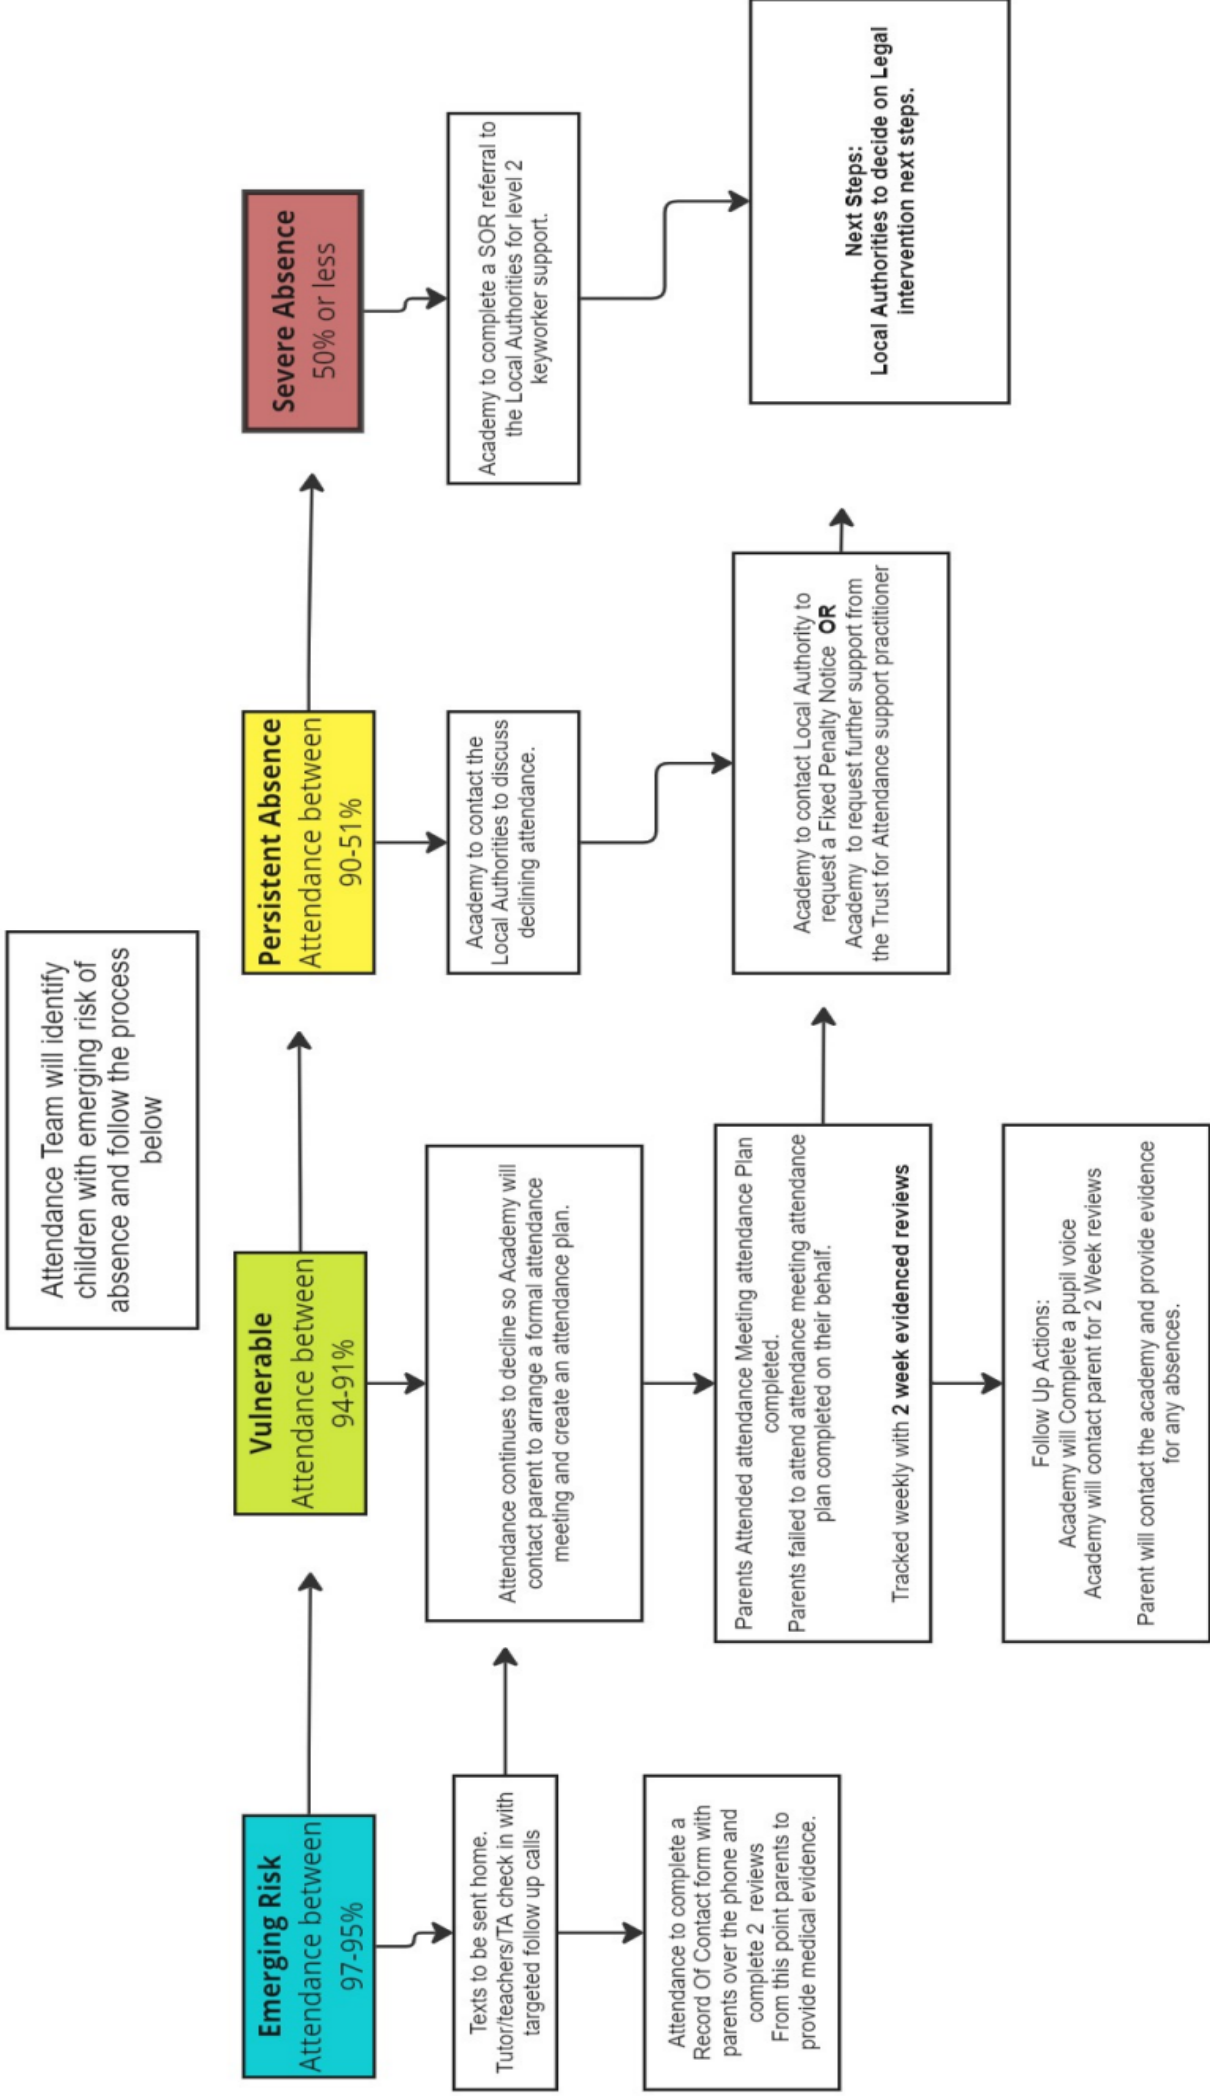 Attendance Team will identify
children with emerging risk of
absence and follow the process
below
Emerging Risk
Attendance between
97-95%
Vulnerable
Attendance between
94-91%
Persistent Absence
Attendance between
90-51%
Severe Absence
50% or less
Texts to be sent home.
Tutor/teachers/TA check in with
targeted follow up calls
Attendance continues to decline so Academy will
contact parent to arrange a formal attendance
meeting and create an attendance plan.
Academy to contact the
Local Authorities to discuss
declining attendance.
Academy to complete a SOR referral to
the Local Authorities for level 2
keyworker support.
Attendance to complete a
Record Of Contact form with
parents over the phone and
complete 2 reviews
From this point parents to
provide medical evidence.
Parents Attended attendance Meeting attendance Plan
completed.
Parents failed to attend attendance meeting attendance
plan completed on their behalf.
Tracked weekly with 2 week evidenced reviews
Academy to contact Local Authority to
request a Fixed Penalty Notice OR
Academy to request further support from
the Trust for Attendance support practitioner
Next Steps:
Local Authorities to decide on Legal
intervention next steps.
Follow Up Actions:
Academy will Complete a pupil voice
Academy will contact parent for 2 Week reviews
Parent will contact the academy and provide evidence
for any absences.